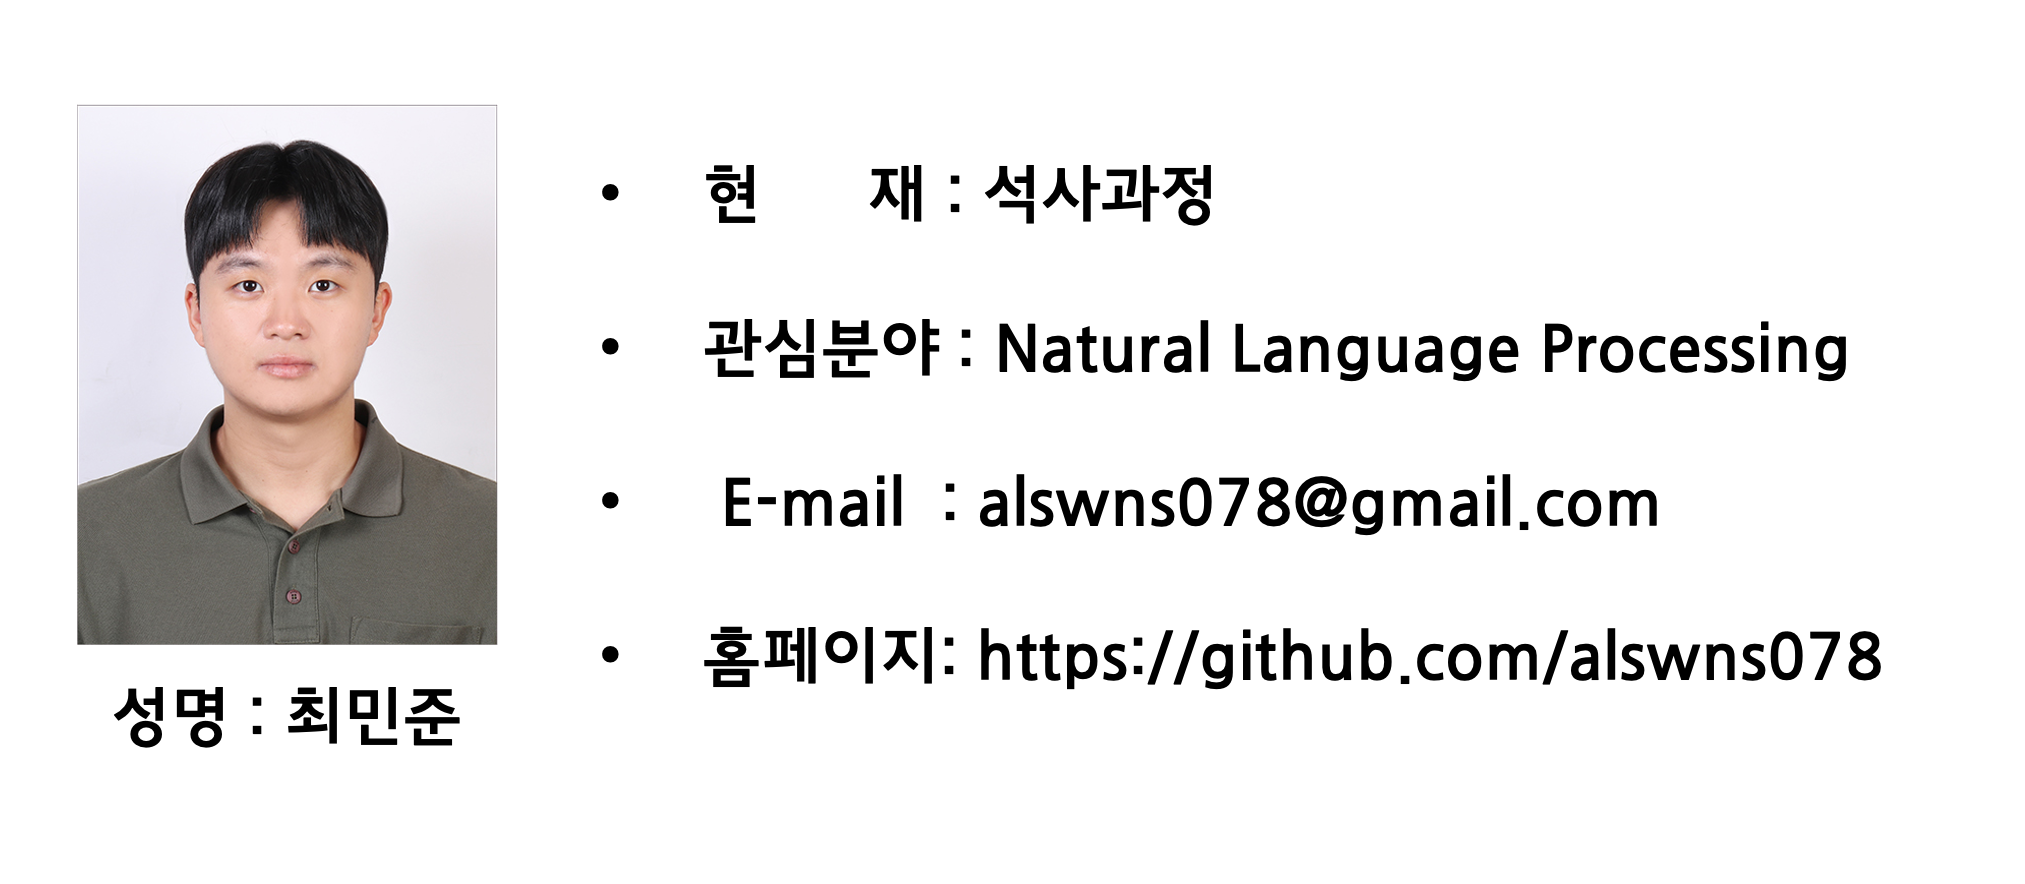 • 현 재 : 석사과정
• 관심분야 : Natural Language Processing
• E-mail : alswns078@gmail.com
• 홈페이지: https://github.com/alswns078
성명 : 최민준